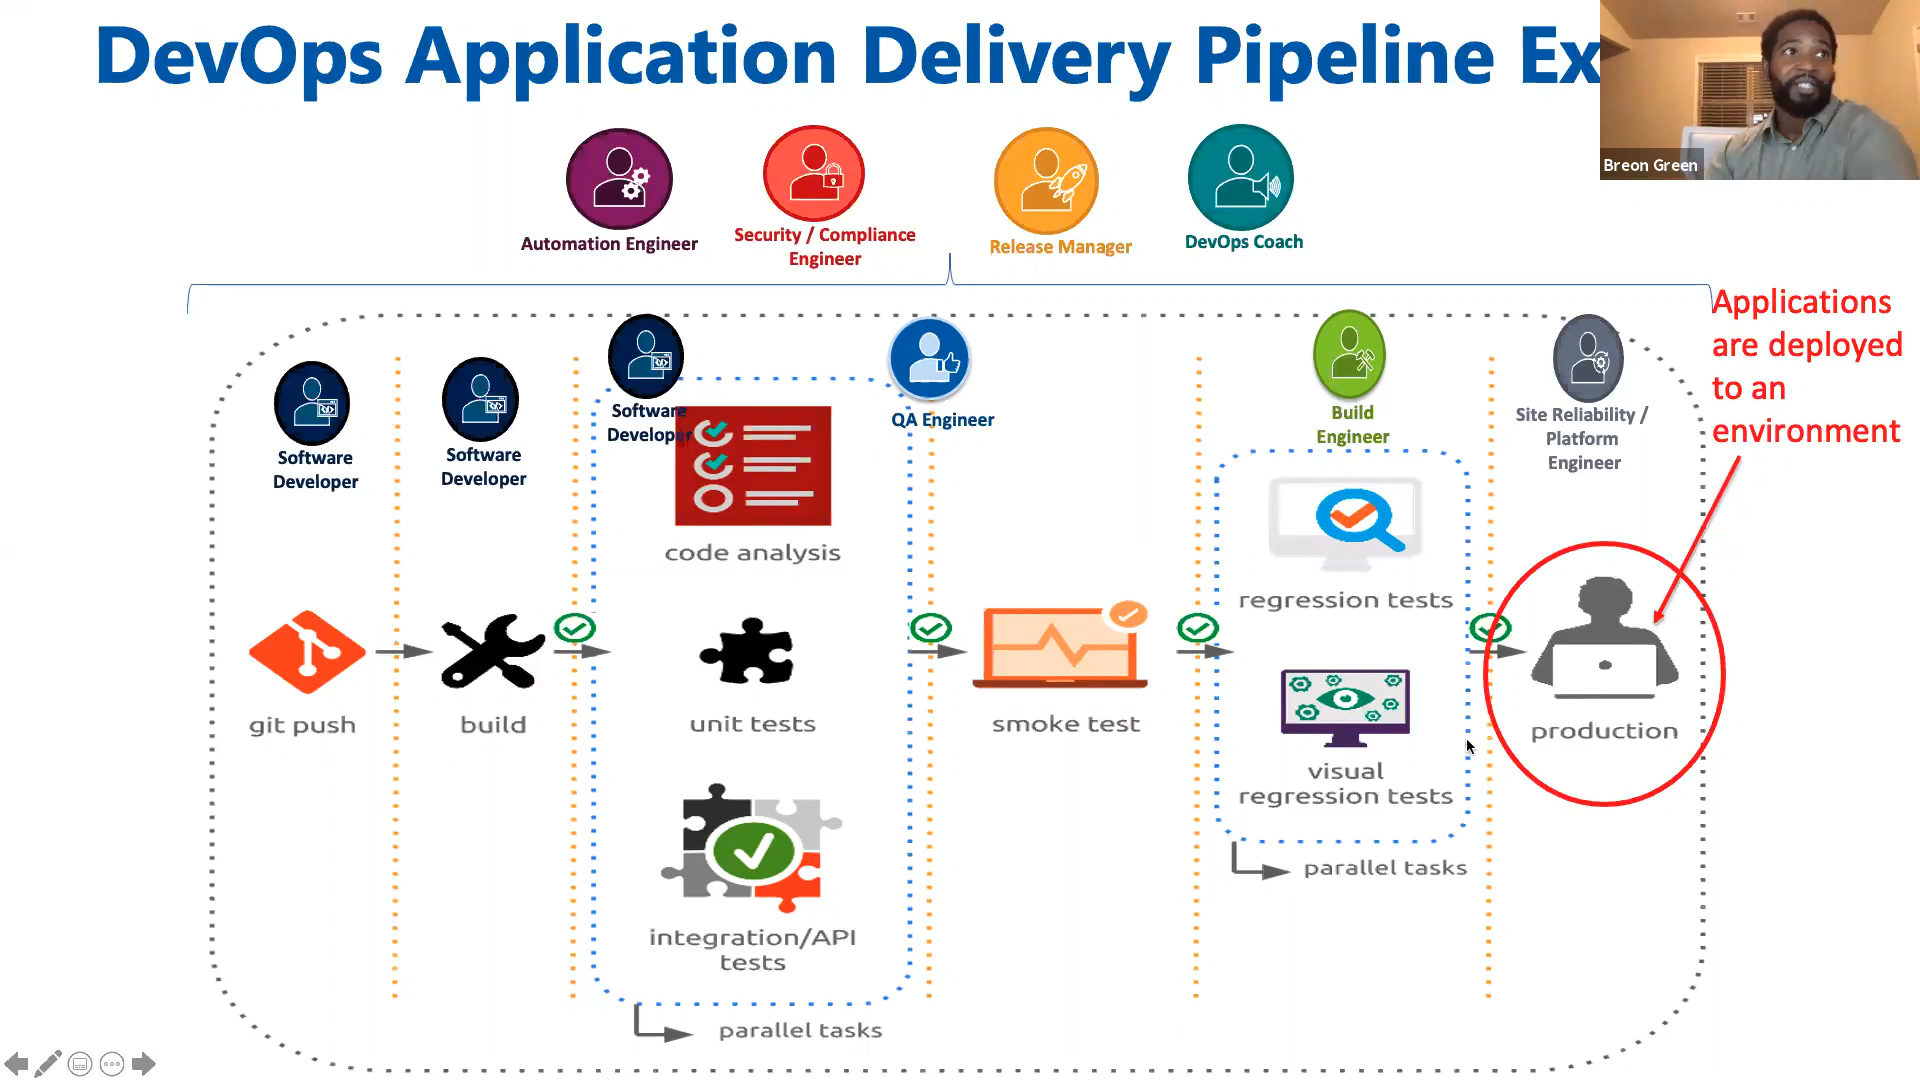 DevOps Application Delivery Pipeline Ex
Breon Green
Automation Engineer
Security / Compliance
Engineer
Release Manager
DevOps Coach
Applications
are deployed
to an
environment
Software
Developer
Software
Developer
Software
Developer
QA Engineer
Build
Engineer
Site Reliability /
Platform
Engineer
code analysis
regression tests
git push
build
unit tests
smoke test
visual
regression tests
production
parallel tasks
integration/API
tests
parallel tasks